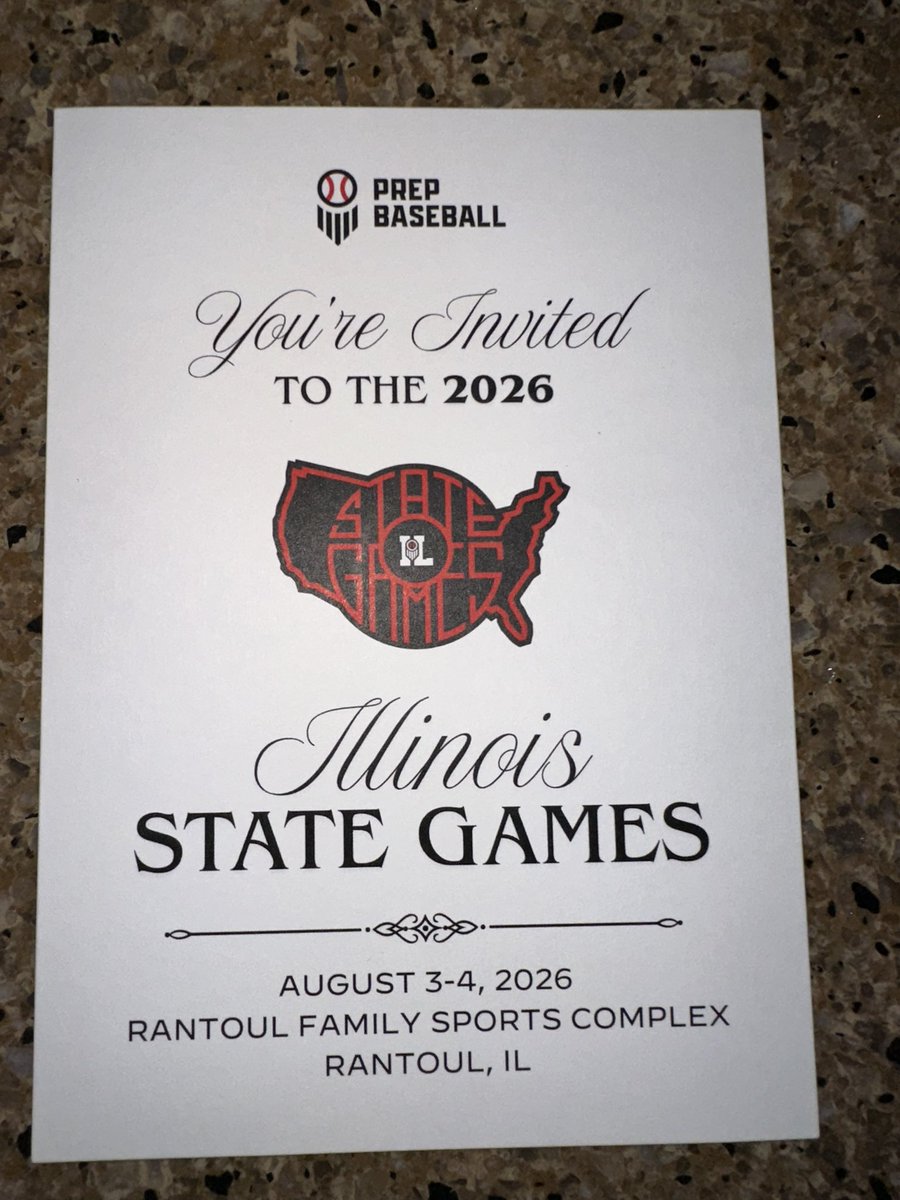 PREP
BASEBALL
You're Invited
TO THE 2026
STATE
IL
GAMES
Illinois
STATE GAMES
AUGUST 3-4, 2026
RANTOUL FAMILY SPORTS COMPLEX
RANTOUL, IL